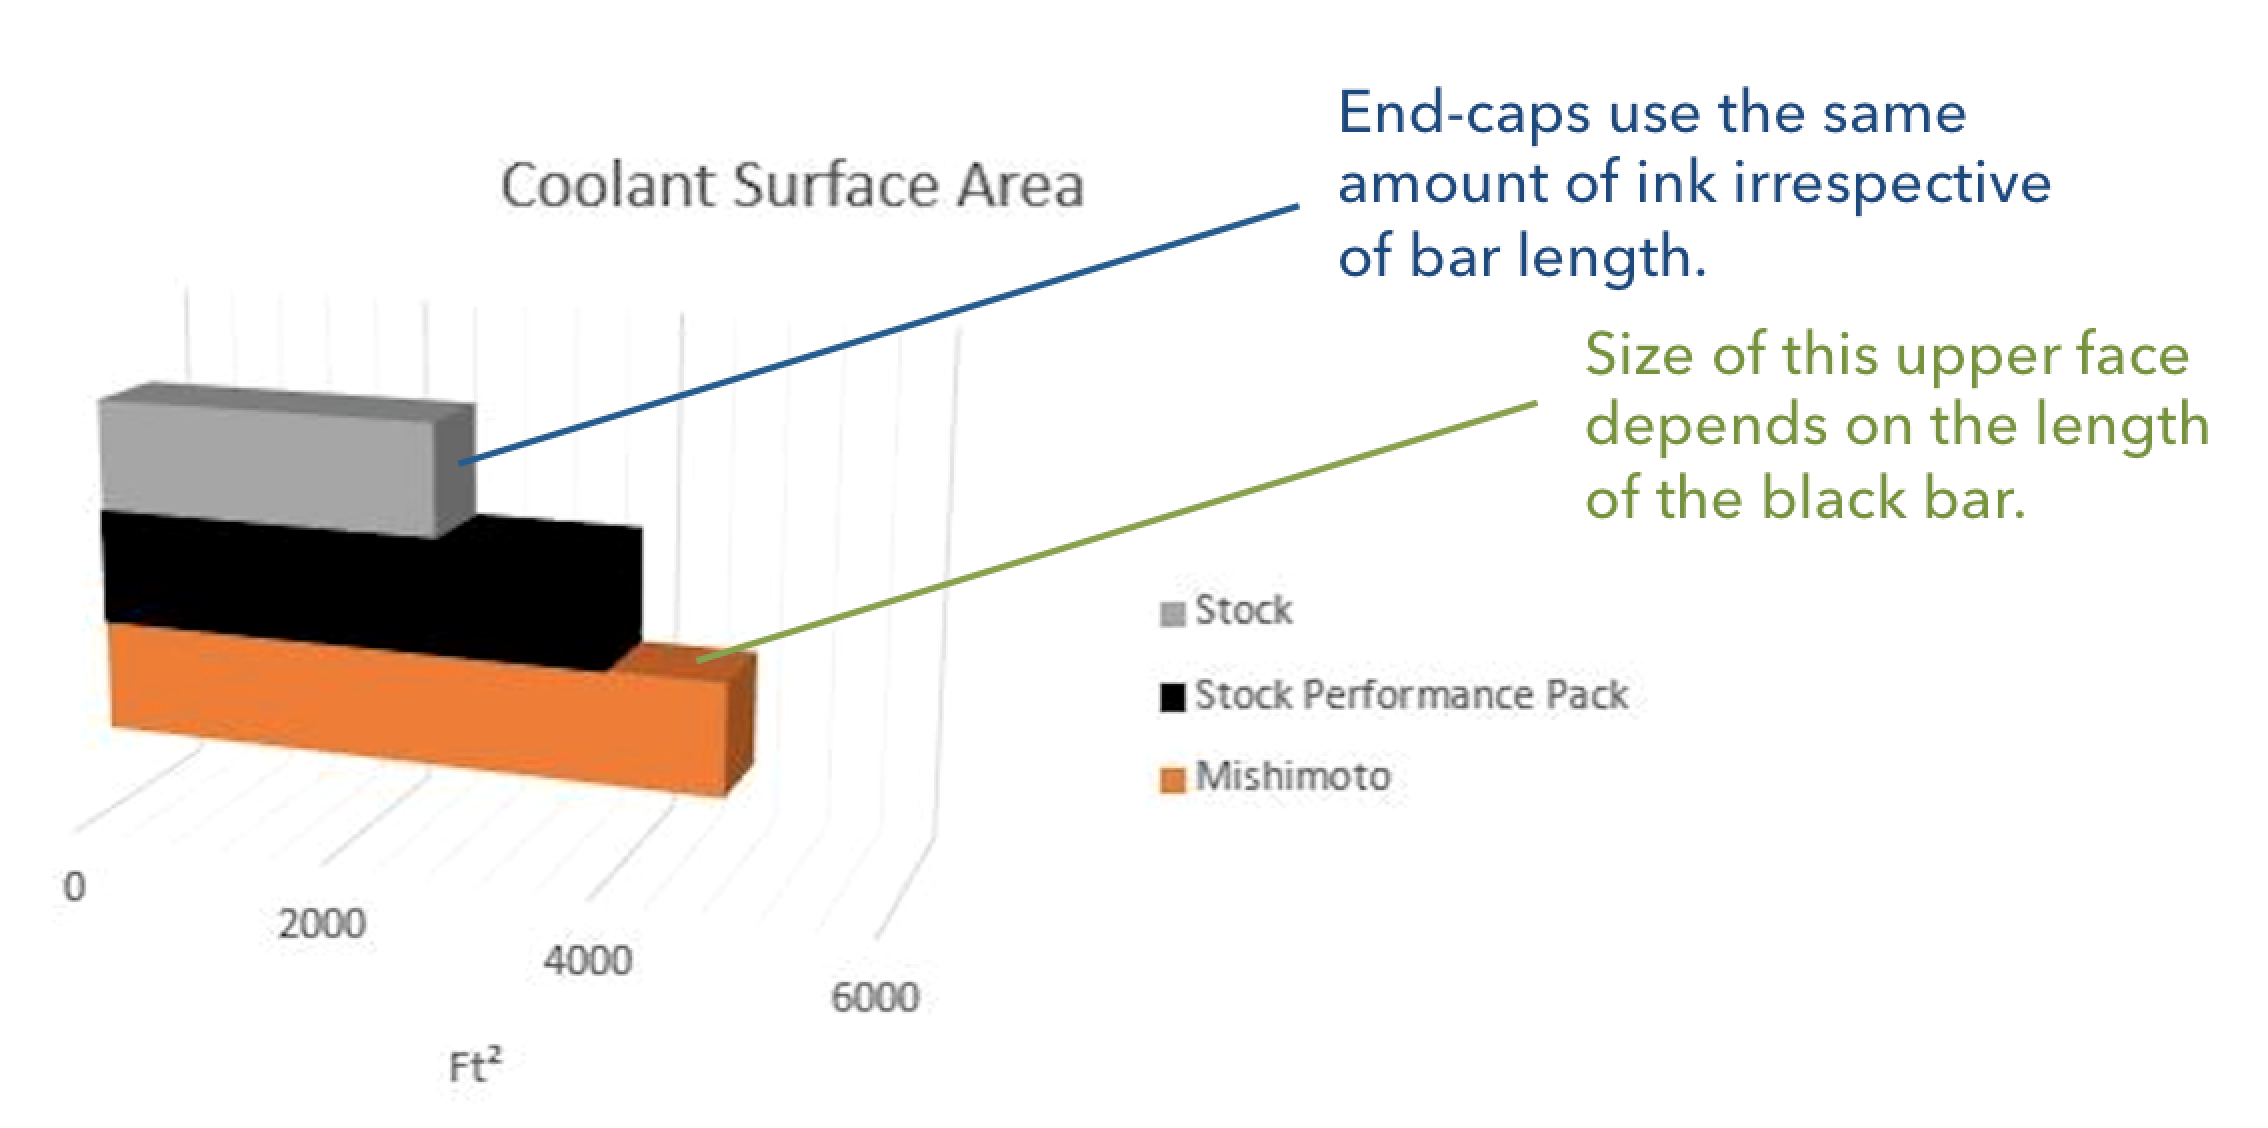 Coolant Surface Area
End-caps use the same
amount of ink irrespective
of bar length.
Size of this upper face
depends on the length
of the black bar.
Stock
Stock Performance Pack
Mishimoto
0
2000
4000
6000
Ft²